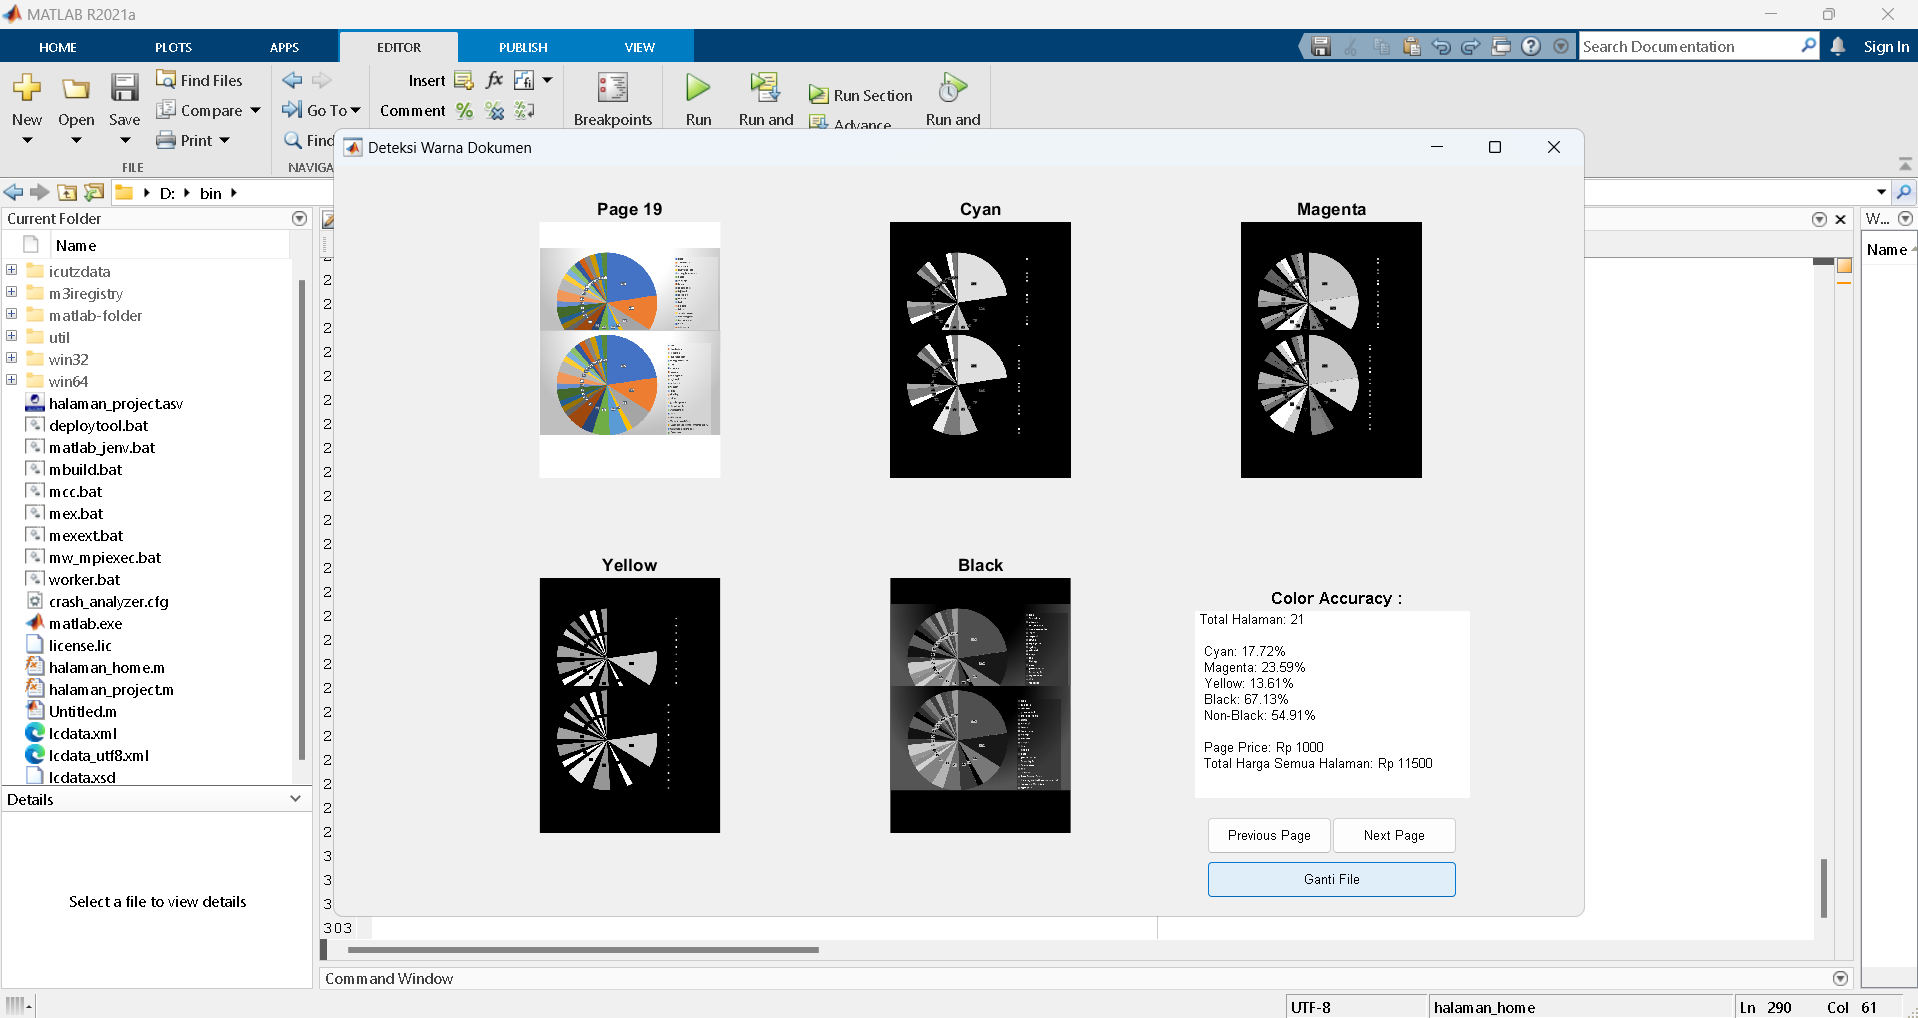 MATLAB R2021a
HOME PLOTS APPS EDITOR PUBLISH VIEW
Search Documentation
Sign In
New
Open
Save
Find Files
Compare
Print
FILE
Go To
Find
NAVIGA
Insert
Comment
Breakpoints
Run
Run and
Run Section
Advance
Run and
D: bin
Current Folder
Name
icutzdata
m3iregistry
matlab-folder
util
win32
win64
halaman_project.asv
deploytool.bat
matlab_jenv.bat
mbuild.bat
mcc.bat
mex.bat
mexext.bat
mw_mpiexec.bat
worker.bat
crash_analyzer.cfg
matlab.exe
license.lic
halaman_home.m
halaman_project.m
Untitled.m
lcdata.xml
lcdata_utf8.xml
lcdata.xsd
Details
Select a file to view details
Deteksi Warna Dokumen
Page 19
Cyan
Magenta
Yellow
Black
Color Accuracy :
Total Halaman: 21
Cyan: 17.72%
Magenta: 23.59%
Yellow: 13.61%
Black: 67.13%
Non-Black: 54.91%
Page Price: Rp 1000
Total Harga Semua Halaman: Rp 11500
Previous Page
Next Page
Ganti File
303
W...
Name
Command Window
UTF-8
halaman_home
Ln 290 Col 61